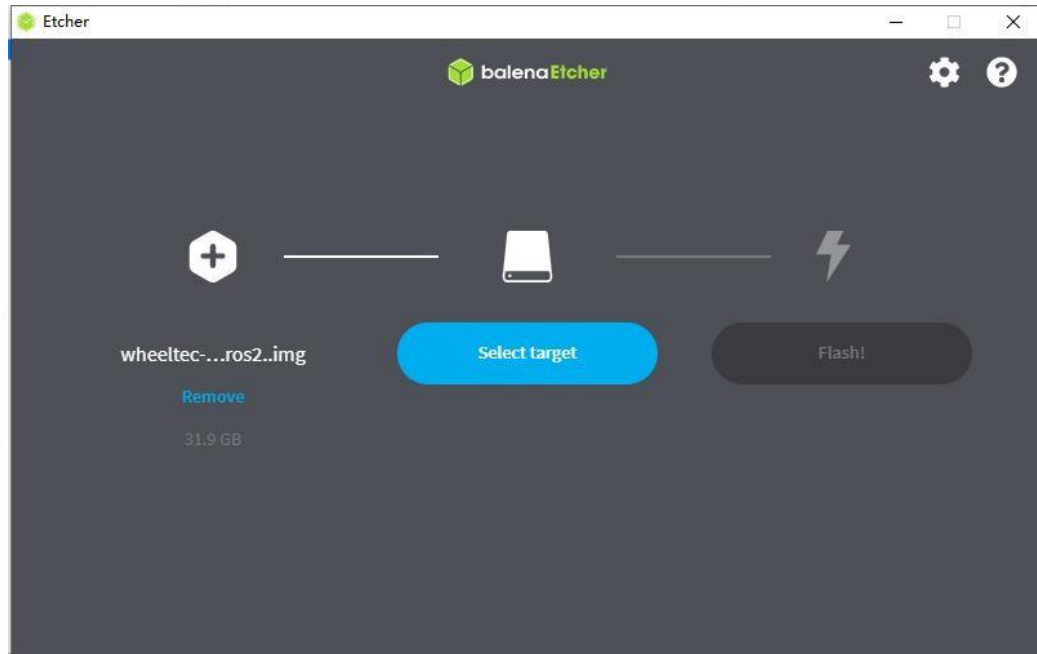 Etcher
balenaEtcher
wheeltec-...ros2..img
Select target
Flash!
Remove
31.9 GB